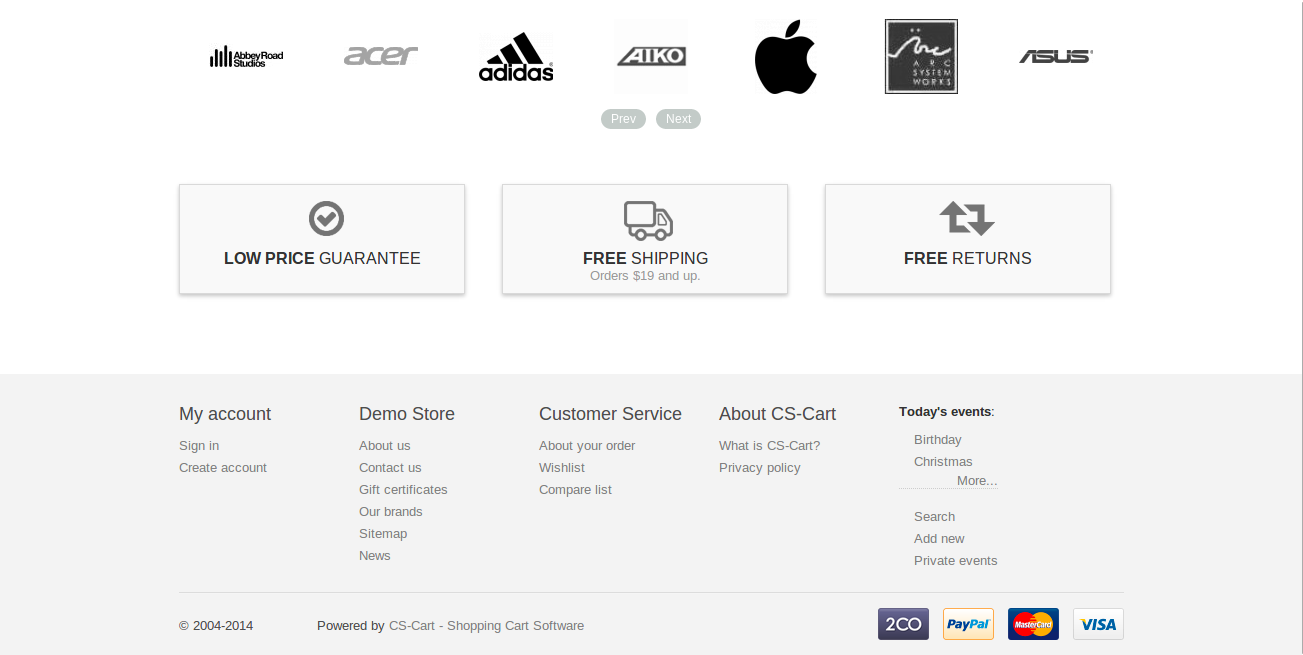 AbbeyRoad
Studios
acer
adidas
AIKO
ARC
SYSTEM
WORKS
ASUS
Prev Next
LOW PRICE GUARANTEE
FREE SHIPPING
Orders $19 and up.
FREE RETURNS
My account
Sign in
Create account
Demo Store
About us
Contact us
Gift certificates
Our brands
Sitemap
News
Customer Service
About your order
Wishlist
Compare list
About CS-Cart
What is CS-Cart?
Privacy policy
Today's events:
Birthday
Christmas
More...
Search
Add new
Private events
© 2004-2014
Powered by CS-Cart - Shopping Cart Software
2CO
PayPal
MasterCard
VISA